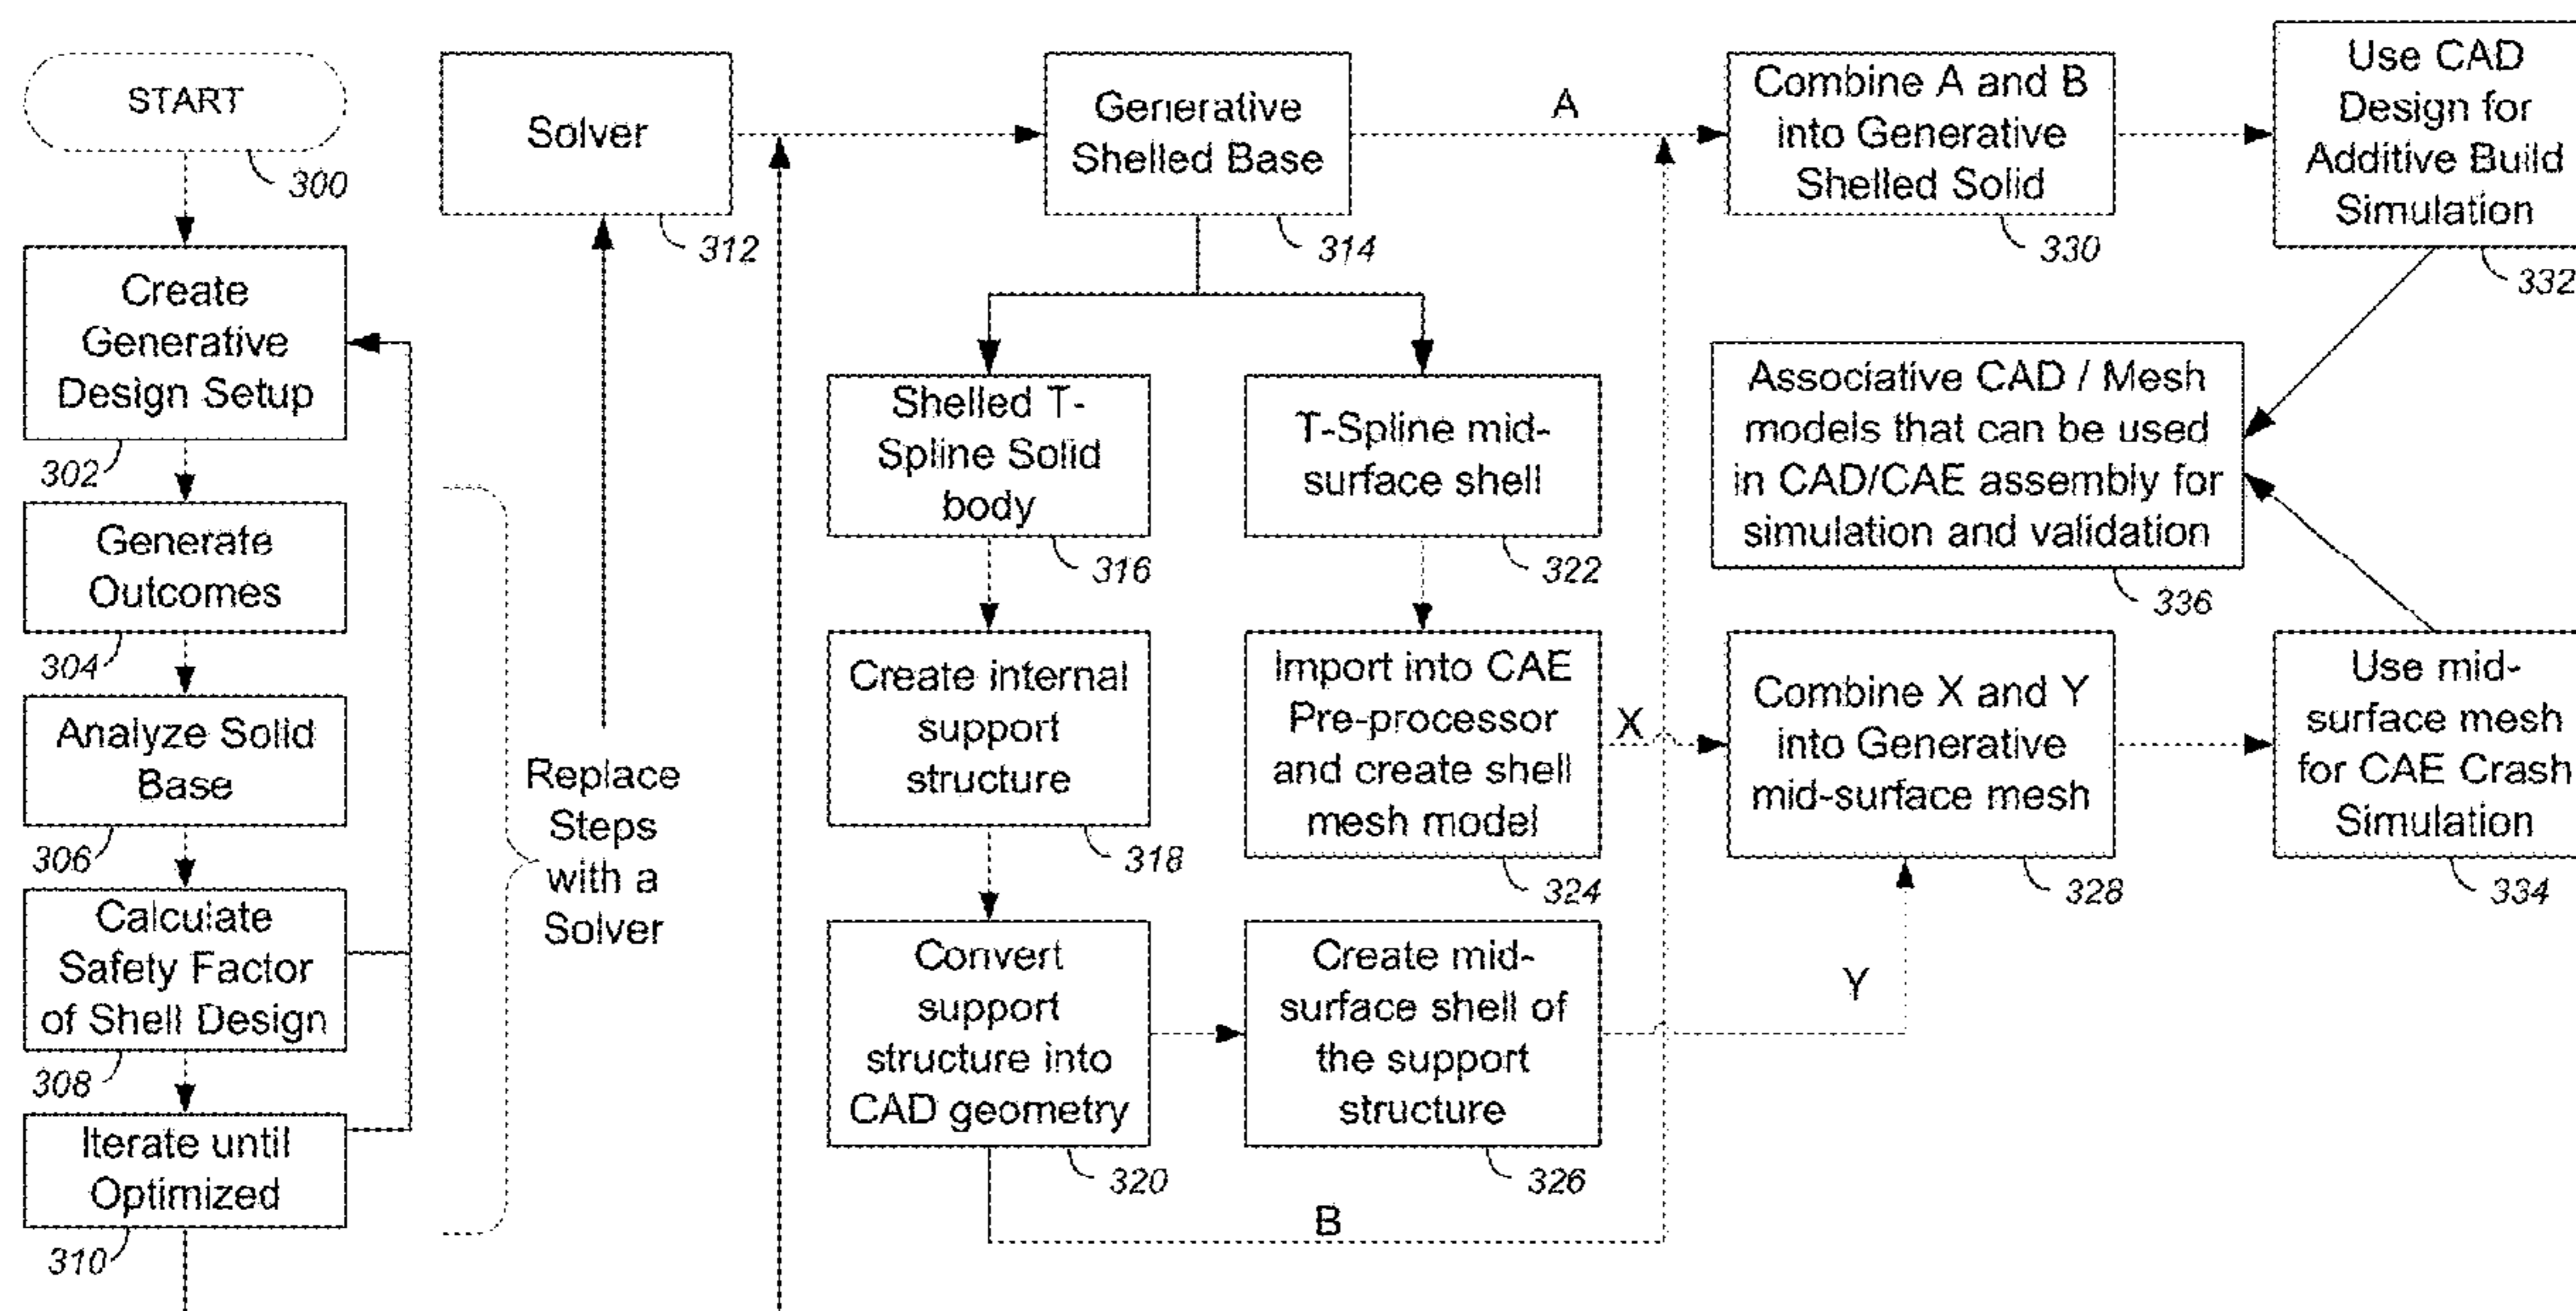 START
300
Create
Generative
Design Setup
302
Generate
Outcomes
304
Analyze Solid
Base
306
Calculate
Safety Factor
of Shell Design
308
Iterate until
Optimized
310
Replace
Steps
with a
Solver
Solver
312
Generative
Shelled Base
314
Shelled T-
Spline Solid
body
316
Create internal
support
structure
318
Convert
support
structure into
CAD geometry
320
T-Spline mid-
surface shell
322
Import into CAE
Pre-processor
and create shell
mesh model
324
Create mid-
surface shell of
the support
structure
326
A
B
X
Y
Combine A and B
into Generative
Shelled Solid
330
Use CAD
Design for
Additive Build
Simulation
332
Associative CAD / Mesh
models that can be used
in CAD/CAE assembly for
simulation and validation
336
Combine X and Y
into Generative
mid-surface mesh
328
Use mid-
surface mesh
for CAE Crash
Simulation
334